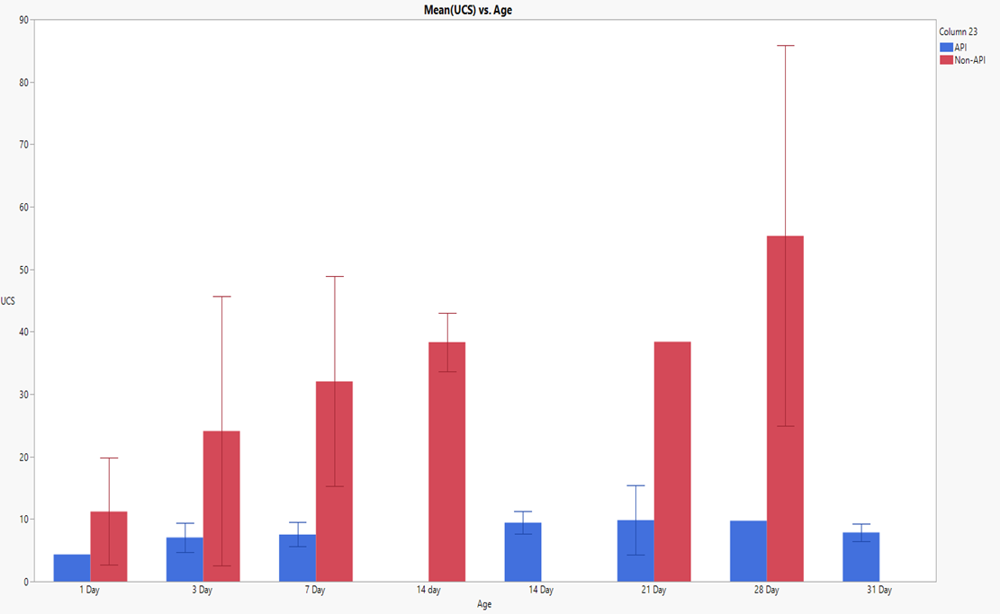 Mean(UCS) vs. Age
Column 23
API
Non-API
90
80
70
60
50
40
30
20
10
0
UCS
1 Day 3 Day 7 Day 14 day 14 Day 21 Day 28 Day 31 Day
Age